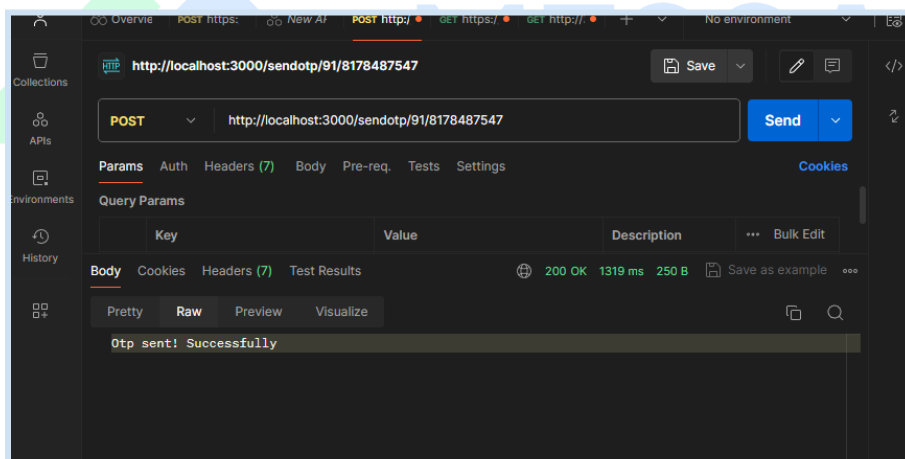 Overvie POST https: New AF POST http:/ GET https:/ GET http://. No environment
Collections
http://localhost:3000/sendotp/91/8178487547 Save
APIs
POST http://localhost:3000/sendotp/91/8178487547 Send
Params Auth Headers (7) Body Pre-req. Tests Settings Cookies
nvironments
Query Params
Key Value Description Bulk Edit
History
Body Cookies Headers (7) Test Results 200 OK 1319 ms 250 B Save as example
Pretty Raw Preview Visualize
Otp sent! Successfully